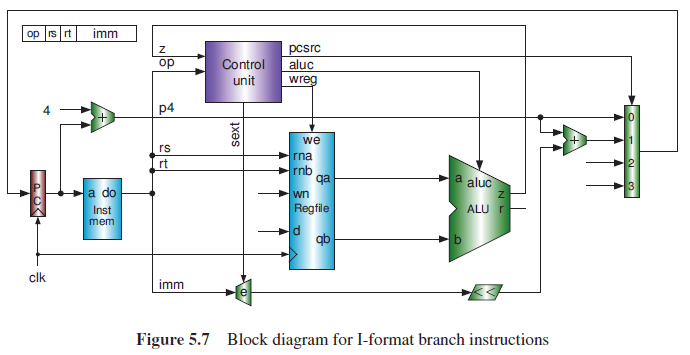 op rs rt imm
z
op
Control
unit
pcsrc
aluc
wreg
4
+
p4
sext
rs
rt
we
rna
rnb
qa
wn
Regfile
d
qb
a aluc
z
ALU r
b
+
0
1
2
3
P
C
a do
Inst
mem
clk
imm
e
<<
Figure 5.7 Block diagram for I-format branch instructions